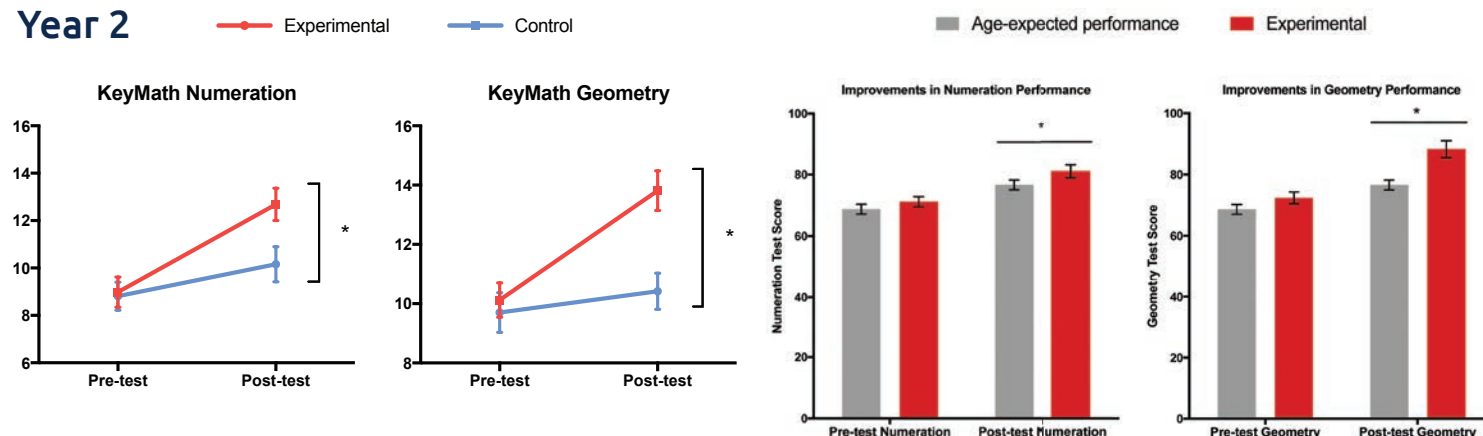 Year 2
Experimental
Control
Age-expected performance
Experimental
KeyMath Numeration
16
14
12
10
8
6
*
Pre-test
Post-test
KeyMath Geometry
16
14
12
10
8
*
Pre-test
Post-test
Improvements in Numeration Performance
Numeration Test Score
100
80
60
40
20
0
*
Pre-test Numeration
Post-test Numeration
Improvements in Geometry Performance
Geometry Test Score
100
80
60
40
20
0
*
Pre-test Geometry
Post-test Geometry